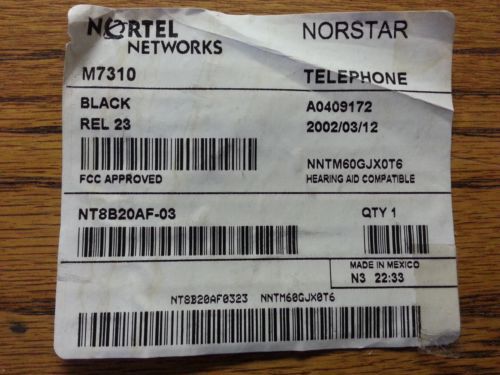 NORTEL NORSTAR
NETWORKS
M7310 TELEPHONE
BLACK A0409172
REL 23 2002/03/12
NNTM60GJX0T6
FCC APPROVED HEARING AID COMPATIBLE
NT8B20AF-03 QTY 1
MADE IN MEXICO
N3 22:33
NT8B20AF0323 NNTM60GJX0T6